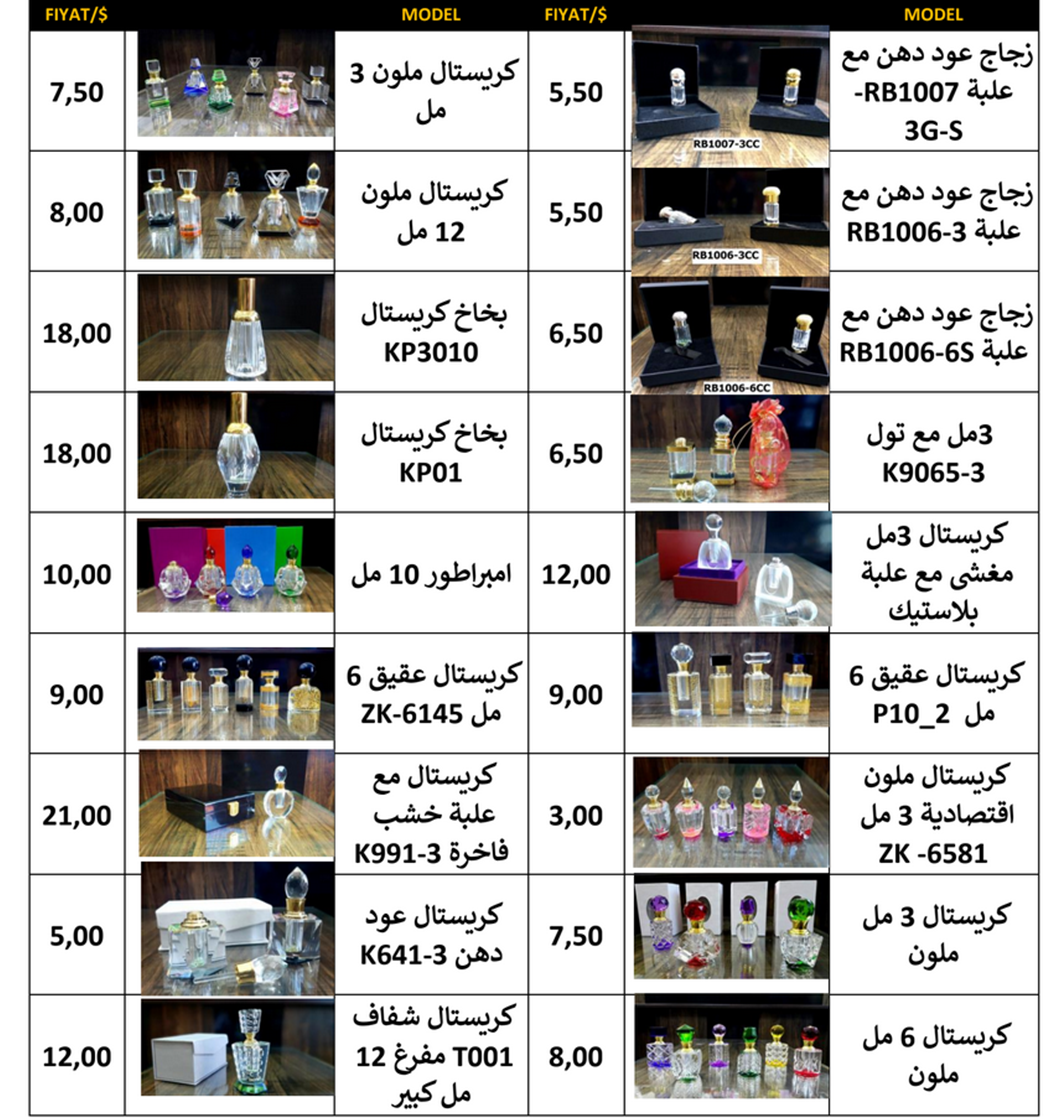 MODEL FIYAT/$ MODEL FIYAT/$
زجاج عود دهن مع
علبة RB1007-
3G-S
RB1007-3CC
5,50
كريستال ملون 3
مل
7,50
زجاج عود دهن مع
علبة RB1006-3
RB1006-3CC
5,50
كريستال ملون
12 مل
8,00
زجاج عود دهن مع
علبة RB1006-6S
RB1006-6CC
6,50
بخاخ كريستال
KP3010
18,00
3مل مع تول
K9065-3
6,50
بخاخ كريستال
KP01
18,00
كريستال 3مل
مغشى مع علبة
بلاستيك
12,00
امبراطور 10 مل
10,00
كريستال عقيق 6
مل P10_2
9,00
كريستال عقيق 6
مل ZK-6145
9,00
كريستال ملون
اقتصادية 3 مل
ZK -6581
3,00
كريستال مع
علبة خشب
فاخرة K991-3
21,00
كريستال 3 مل
ملون
7,50
كريستال عود
دهن K641-3
5,00
كريستال 6 مل
ملون
8,00
كريستال شفاف
T001 مفرغ 12
مل كبير
12,00